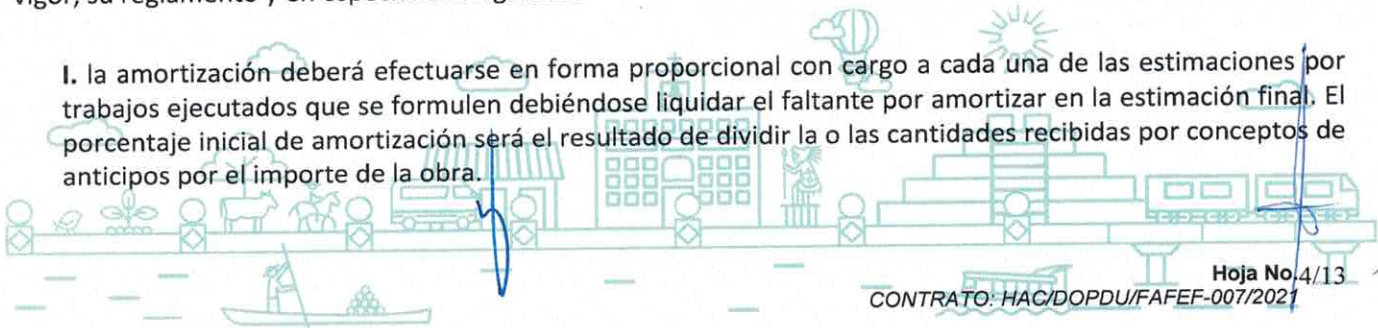 I. la amortización deberá efectuarse en forma proporcional con cargo a cada una de las estimaciones por
trabajos ejecutados que se formulen debiéndose liquidar el faltante por amortizar en la estimación final. El
porcentaje inicial de amortización será el resultado de dividir la o las cantidades recibidas por conceptos de
anticipos por el importe de la obra.
Hoja No.4/13
CONTRATO: HAC/DOPDU/FAFEF-007/2021